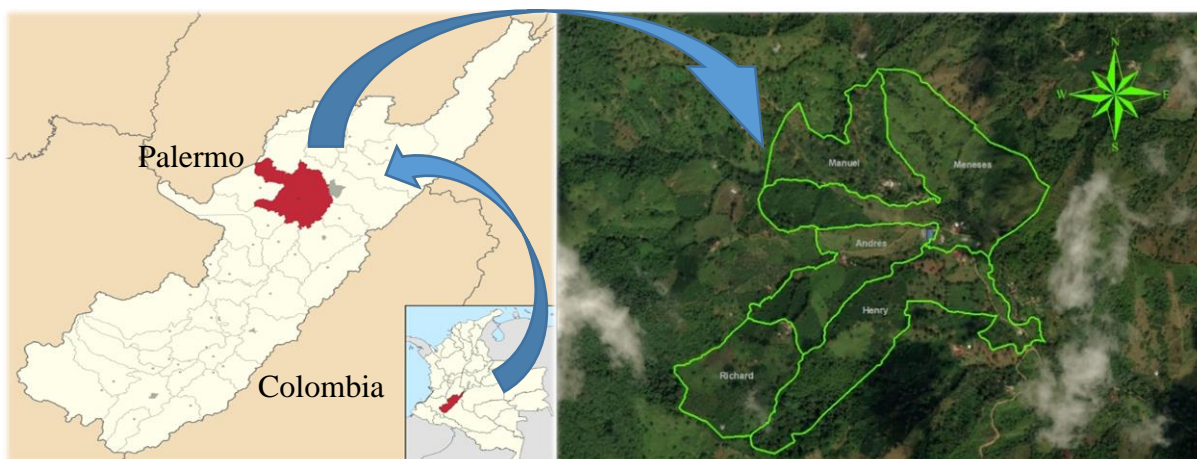 Palermo
Colombia
N
W
E
S
Manuel
Meneses
Andrés
Henry
Richard